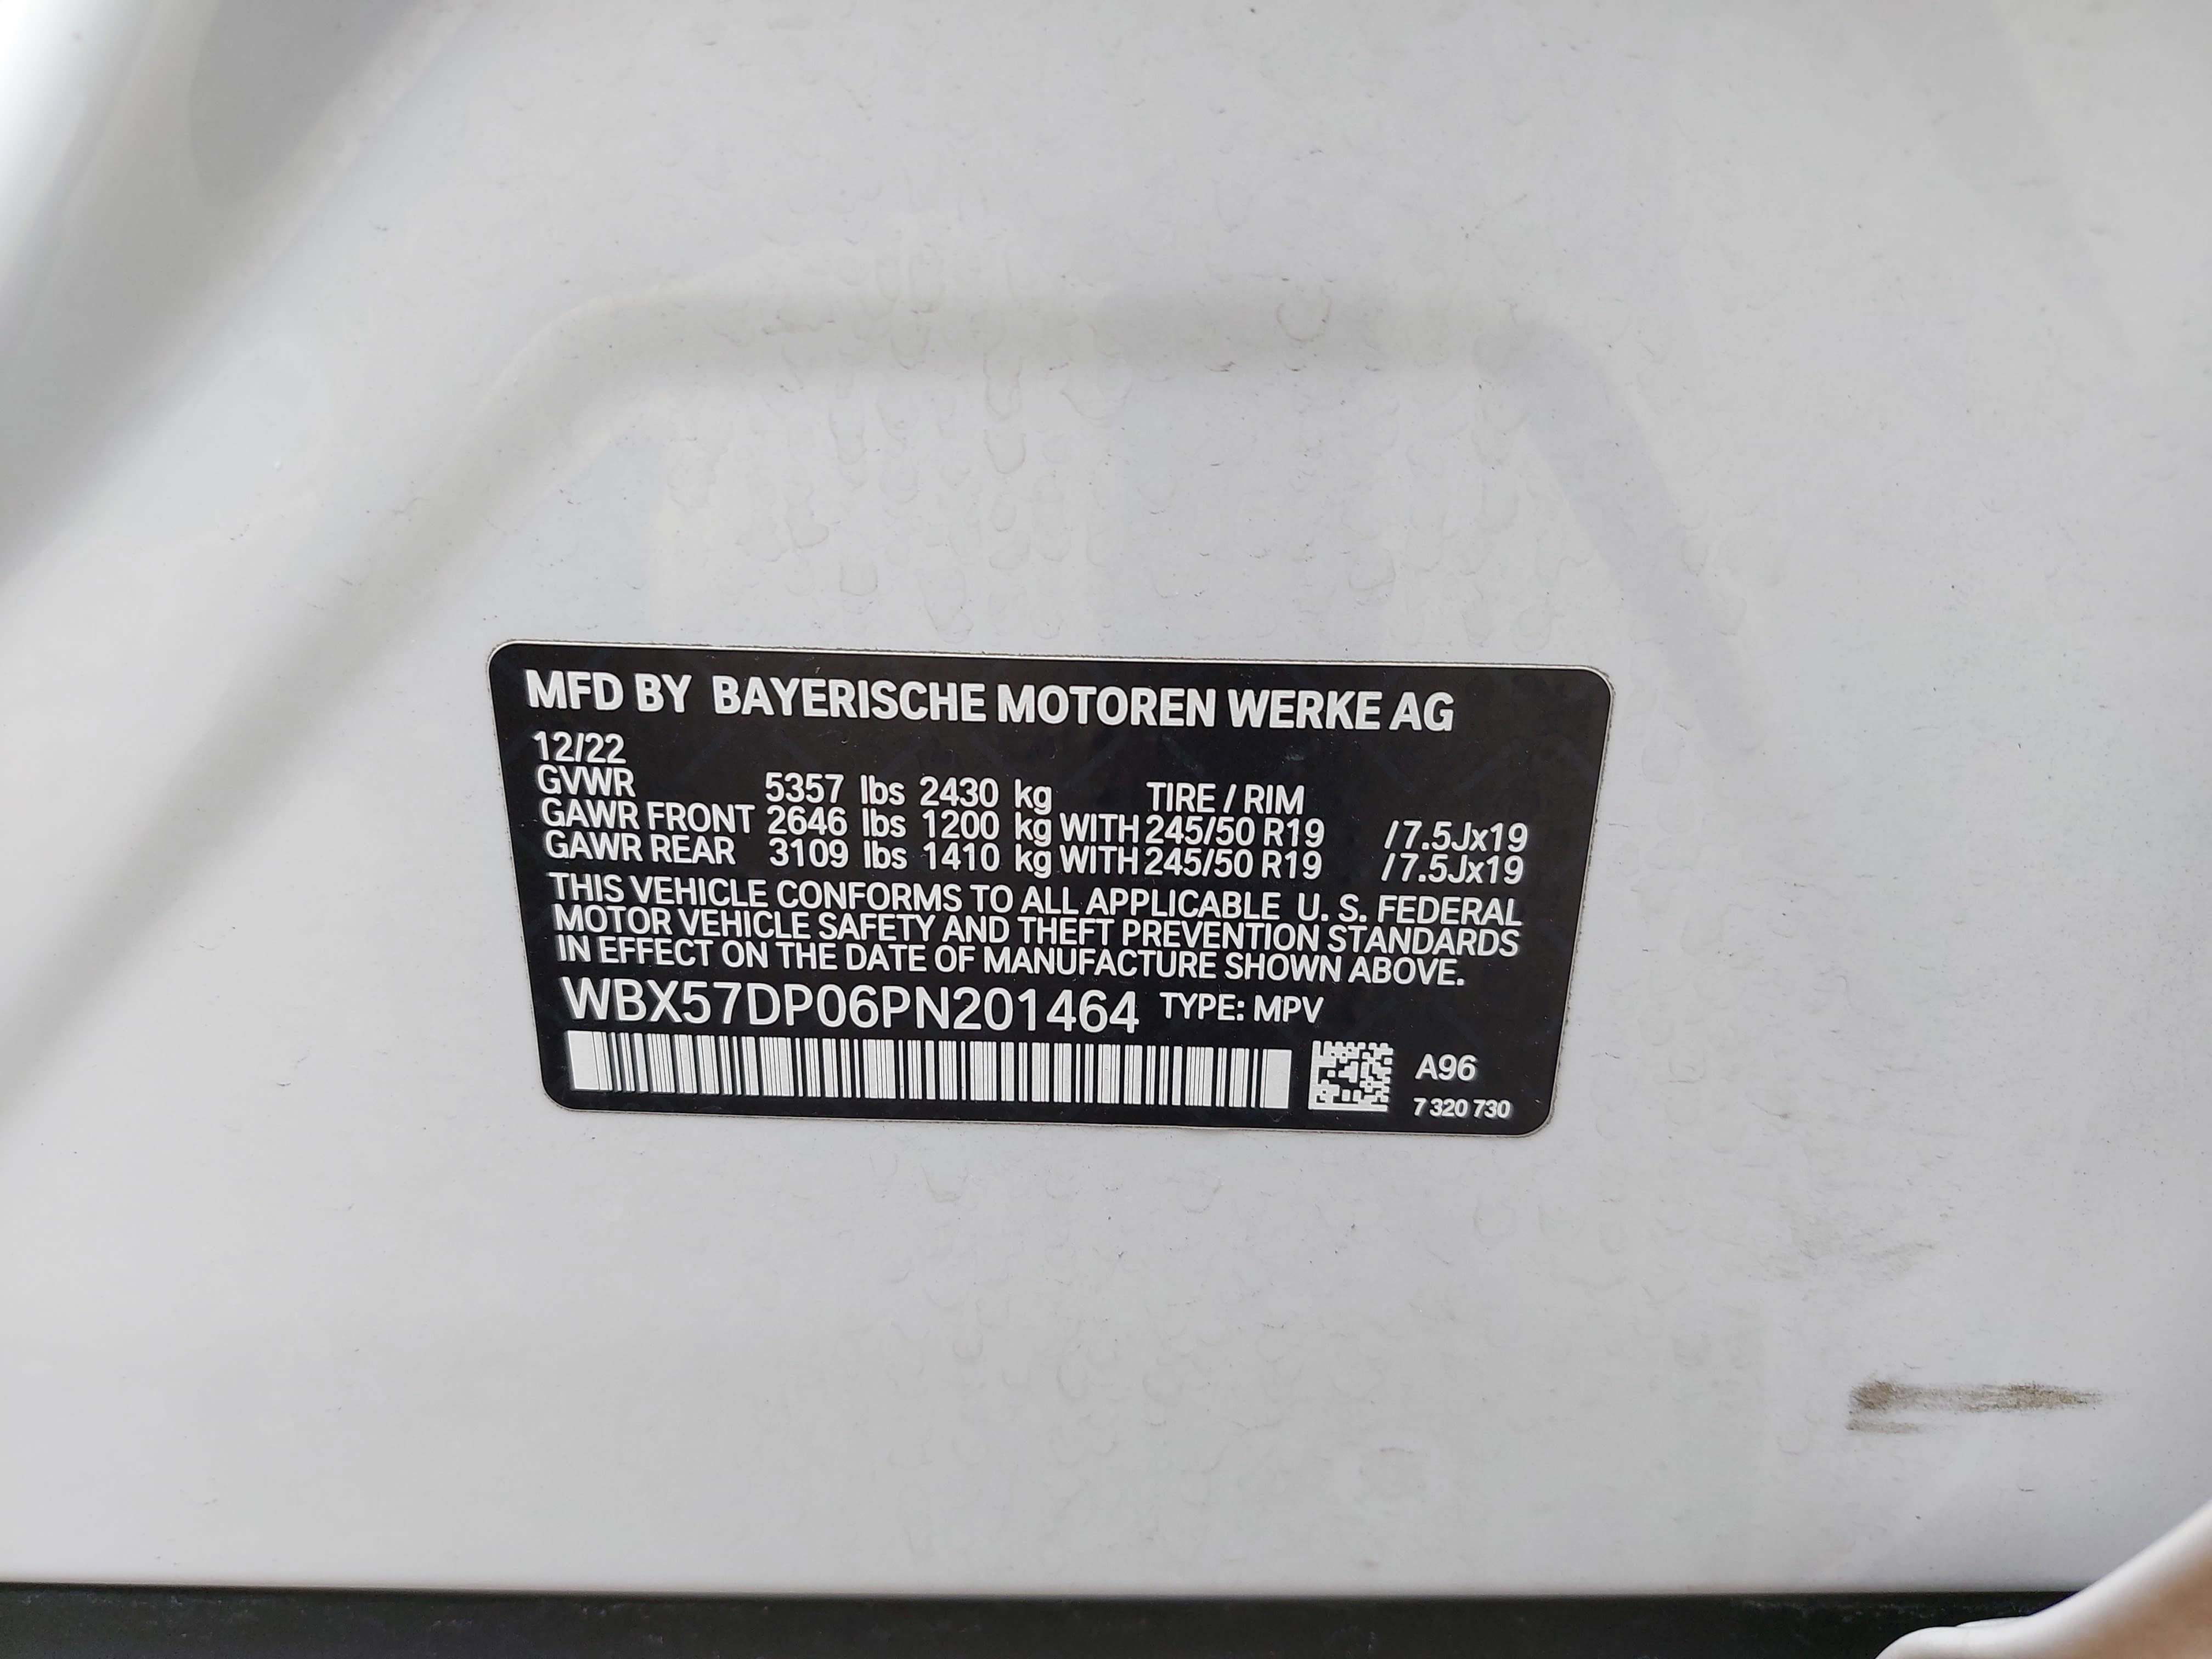 MFD BY BAYERISCHE MOTOREN WERKE AG
12/22
GVWR 5357 lbs 2430 kg TIRE / RIM
GAWR FRONT 2646 lbs 1200 kg WITH 245/50 R19 /7.5Jx19
GAWR REAR 3109 lbs 1410 kg WITH 245/50 R19 /7.5Jx19
THIS VEHICLE CONFORMS TO ALL APPLICABLE U. S. FEDERAL
MOTOR VEHICLE SAFETY AND THEFT PREVENTION STANDARDS
IN EFFECT ON THE DATE OF MANUFACTURE SHOWN ABOVE.
WBX57DP06PN201464 TYPE: MPV
A96
7 320 730